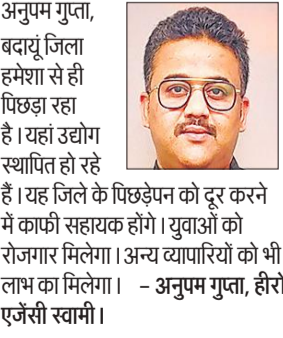 अनुपम गुप्ता,
बदायूं जिला
हमेशा से ही
पिछड़ा रहा
है। यहां उद्योग
स्थापित हो रहे
हैं। यह जिले के पिछड़ेपन को दूर करने
में काफी सहायक होंगे। युवाओं को
रोजगार मिलेगा। अन्य व्यापारियों को भी
लाभ का मिलेगा। – अनुपम गुप्ता, हीरो
एजेंसी स्वामी।